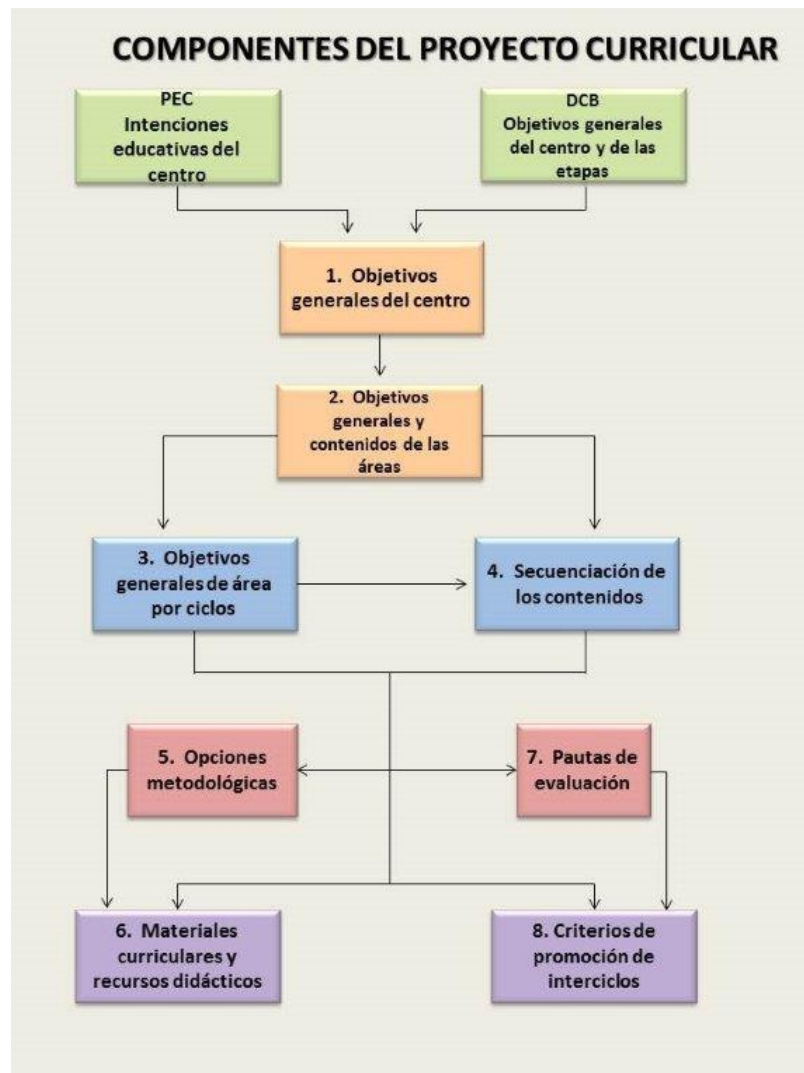 COMPONENTES DEL PROYECTO CURRICULAR
PEC
Intenciones
educativas del
centro
DCB
Objetivos generales
del centro y de las
etapas
1. Objetivos
generales del centro
2. Objetivos
generales y
contenidos de las
áreas
3. Objetivos
generales de área
por ciclos
4. Secuenciación de
los contenidos
5. Opciones
metodológicas
7. Pautas de
evaluación
6. Materiales
curriculares y
recursos didácticos
8. Criterios de
promoción de
interciclos